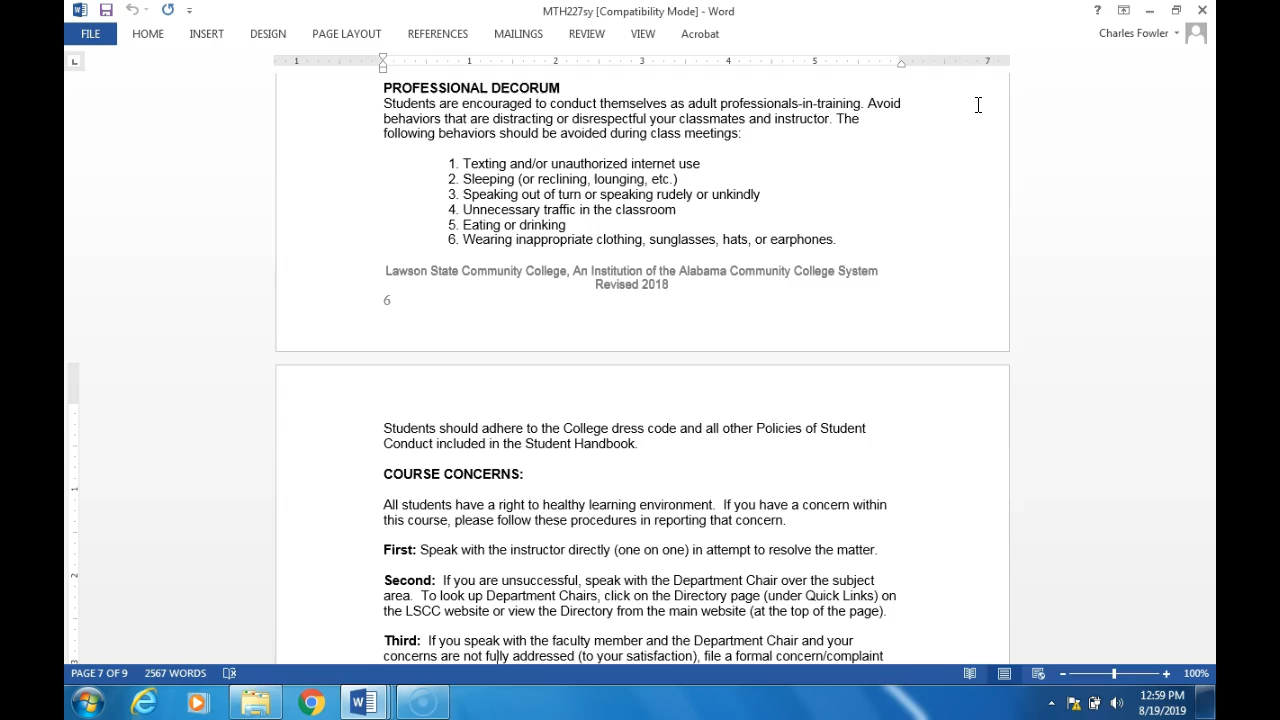 MTH227sy [Compatibility Mode] - Word
?
FILE HOME INSERT DESIGN PAGE LAYOUT REFERENCES MAILINGS REVIEW VIEW Acrobat
Charles Fowler
1 1 2 3 4 5 7
PROFESSIONAL DECORUM
Students are encouraged to conduct themselves as adult professionals-in-training. Avoid
behaviors that are distracting or disrespectful your classmates and instructor. The
following behaviors should be avoided during class meetings:
1. Texting and/or unauthorized internet use
2. Sleeping (or reclining, lounging, etc.)
3. Speaking out of turn or speaking rudely or unkindly
4. Unnecessary traffic in the classroom
5. Eating or drinking
6. Wearing inappropriate clothing, sunglasses, hats, or earphones.
Lawson State Community College, An Institution of the Alabama Community College System
Revised 2018
6
Students should adhere to the College dress code and all other Policies of Student
Conduct included in the Student Handbook.
COURSE CONCERNS:
All students have a right to healthy learning environment. If you have a concern within
this course, please follow these procedures in reporting that concern.
First: Speak with the instructor directly (one on one) in attempt to resolve the matter.
Second: If you are unsuccessful, speak with the Department Chair over the subject
area. To look up Department Chairs, click on the Directory page (under Quick Links) on
the LSCC website or view the Directory from the main website (at the top of the page).
Third: If you speak with the faculty member and the Department Chair and your
concerns are not fully addressed (to your satisfaction), file a formal concern/complaint
PAGE 7 OF 9 2567 WORDS
100%
12:59 PM
8/19/2019